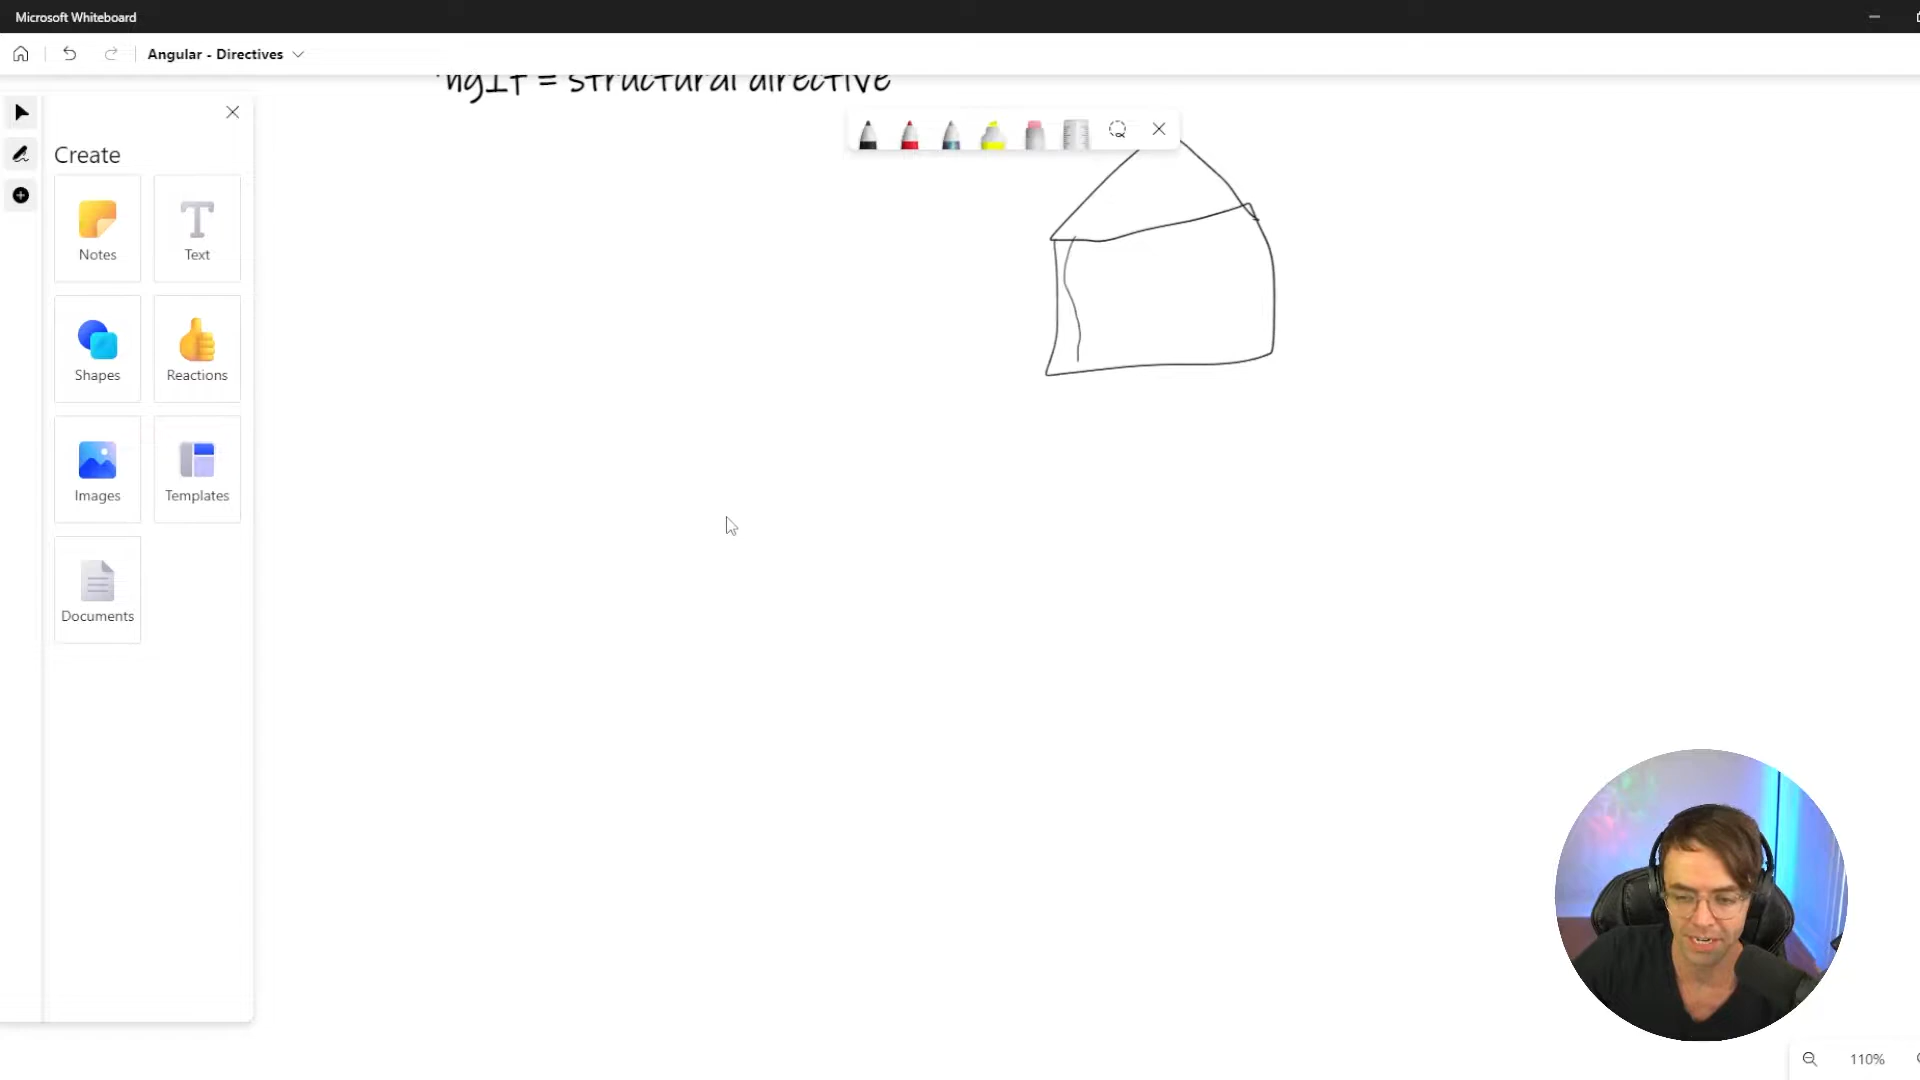 Microsoft Whiteboard
Angular - Directives
*ngIf = structural directive
Create
Notes
Text
Shapes
Reactions
Images
Templates
Documents
110%